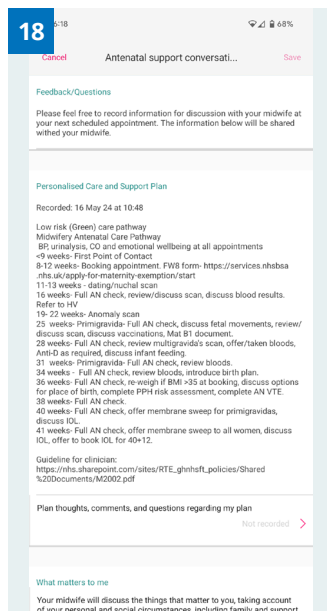 18
6:18
68%
Cancel
Antenatal support conversati...
Save
Feedback/Questions
Please feel free to record information for discussion with your midwife at
your next scheduled appointment. The information below will be shared
withed your midwife.
Personalised Care and Support Plan
Recorded: 16 May 24 at 10:48
Low risk (Green) care pathway
Midwifery Antenatal Care Pathway
BP, urinalysis, CO and emotional wellbeing at all appointments
<9 weeks- First Point of Contact
8-12 weeks- Booking appointment. FW8 form- https://services.nhsbsa
.nhs.uk/apply-for-maternity-exemption/start
11-13 weeks - dating/nuchal scan
16 weeks- Full AN check, review/discuss scan, discuss blood results.
Refer to HV
19- 22 weeks- Anomaly scan
25  weeks- Primigravida- Full AN check, discuss fetal movements, review/
discuss scan, discuss vaccinations, Mat B1 document.
28 weeks- Full AN check, review multigravida's scan, offer/taken bloods,
Anti-D as required, discuss infant feeding.
31  weeks- Primigravida- Full AN check, review bloods.
34 weeks -  Full AN check, review bloods, introduce birth plan.
36 weeks- Full AN check, re-weigh if BMI >35 at booking, discuss options
for place of birth, complete PPH risk assessment, complete AN VTE.
38 weeks- Full AN check.
40 weeks- Full AN check, offer membrane sweep for primigravidas,
discuss IOL.
41 weeks- Full AN check, offer membrane sweep to all women, discuss
IOL, offer to book IOL for 40+12.
Guideline for clinician:
https://nhs.sharepoint.com/sites/RTE_ghnhsft_policies/Shared
%20Documents/M2002.pdf
Plan thoughts, comments, and questions regarding my plan
Not recorded
What matters to me
Your midwife will discuss the things that matter to you, taking account
of your personal and social circumstances, including family and support